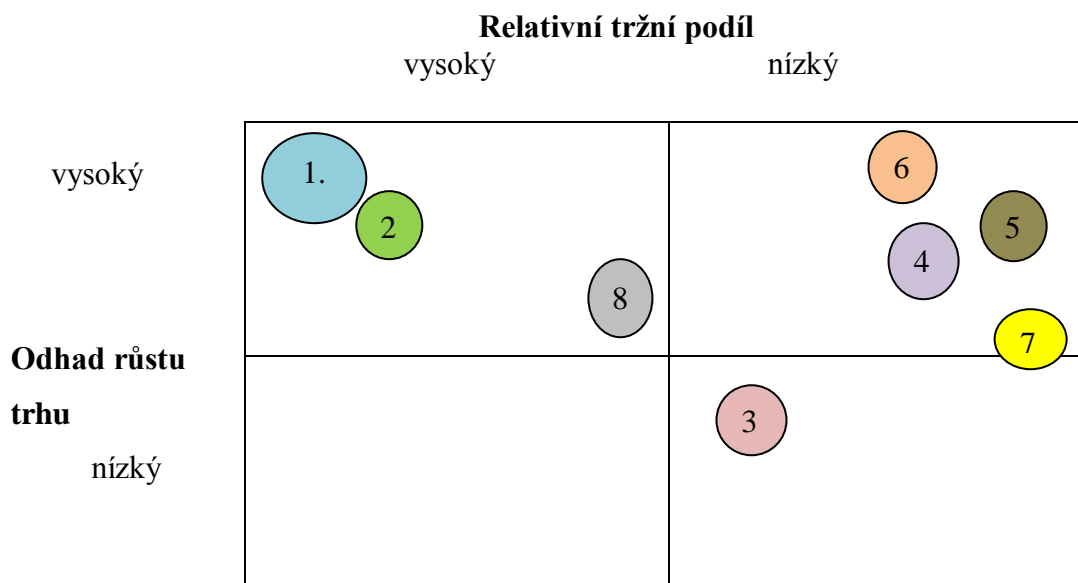 Relativní tržní podíl
vysoký nízký
vysoký
1.
6
2
5
4
8
7
Odhad růstu
trhu
3
nízký